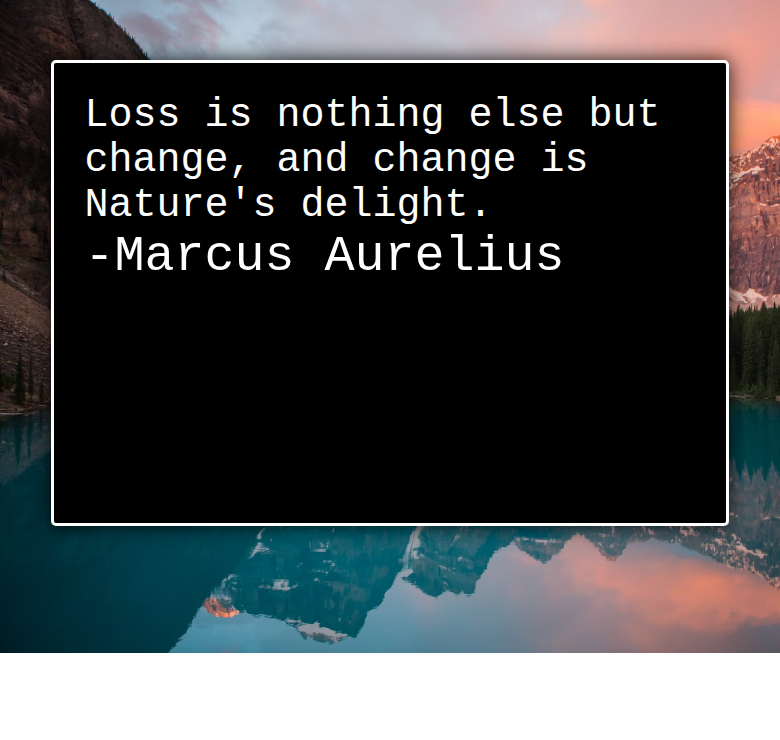 Loss is nothing else but
change, and change is
Nature's delight.
-Marcus Aurelius